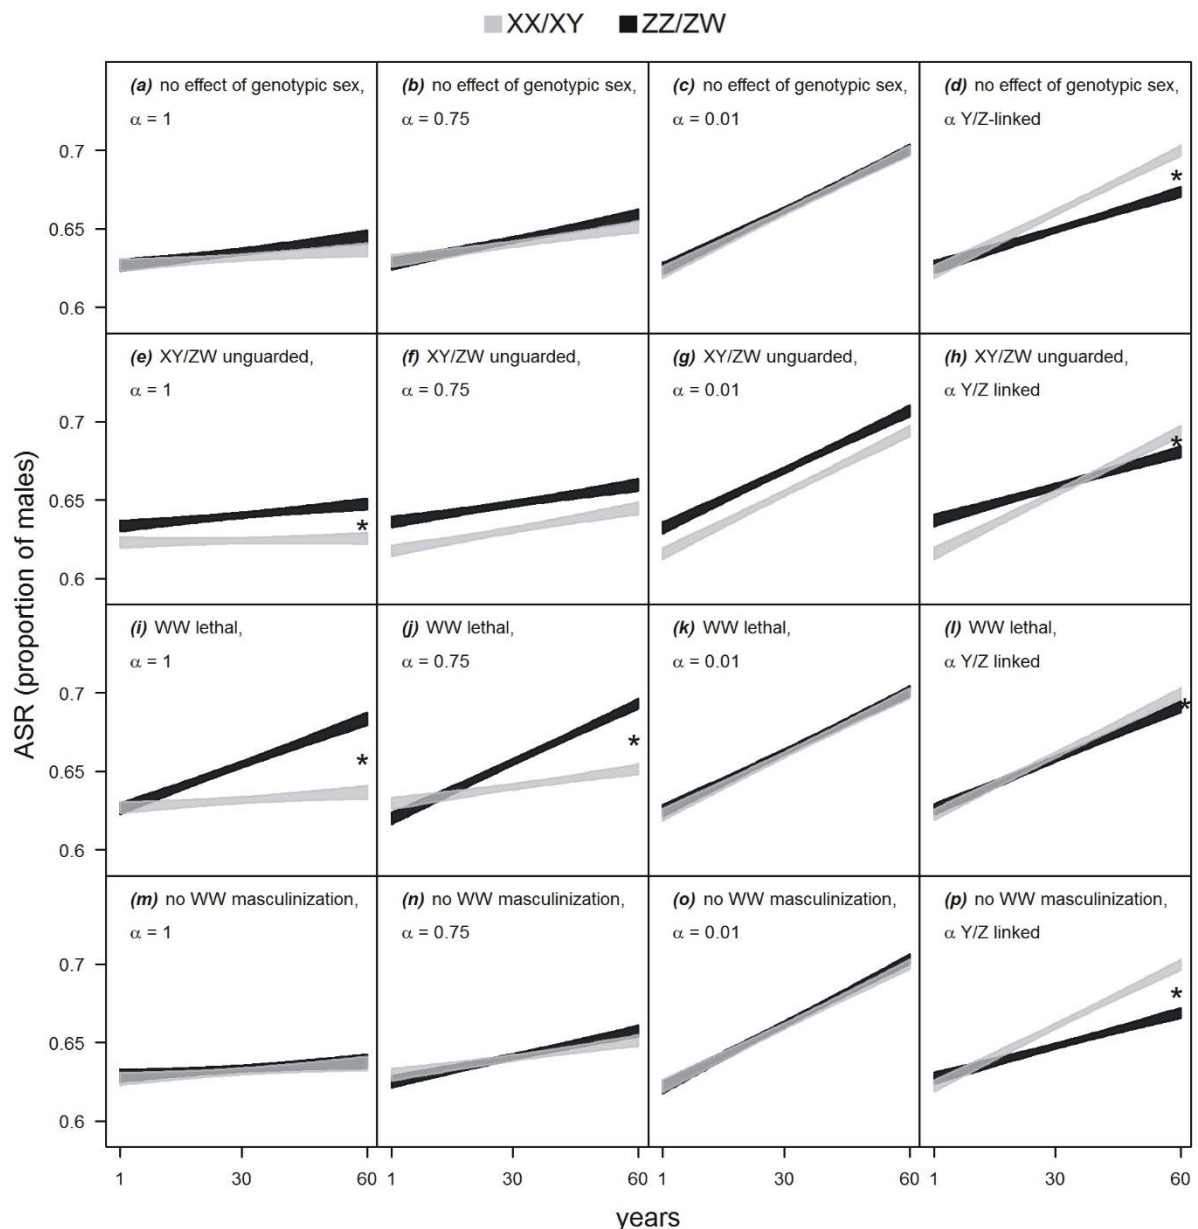 XX/XY ZZ/ZW
(a) no effect of genotypic sex,
α = 1
(b) no effect of genotypic sex,
α = 0.75
(c) no effect of genotypic sex,
α = 0.01
(d) no effect of genotypic sex,
α Y/Z-linked
*
0.7
0.65
0.6
(e) XY/ZW unguarded,
α = 1
*
(f) XY/ZW unguarded,
α = 0.75
(g) XY/ZW unguarded,
α = 0.01
(h) XY/ZW unguarded,
α Y/Z linked
*
0.7
0.65
0.6
(i) WW lethal,
α = 1
*
(j) WW lethal,
α = 0.75
*
(k) WW lethal,
α = 0.01
(l) WW lethal,
α Y/Z linked
*
0.7
0.65
0.6
(m) no WW masculinization,
α = 1
(n) no WW masculinization,
α = 0.75
(o) no WW masculinization,
α = 0.01
(p) no WW masculinization,
α Y/Z linked
*
0.7
0.65
0.6
ASR (proportion of males)
1 30 60 1 30 60 1 30 60 1 30 60
years